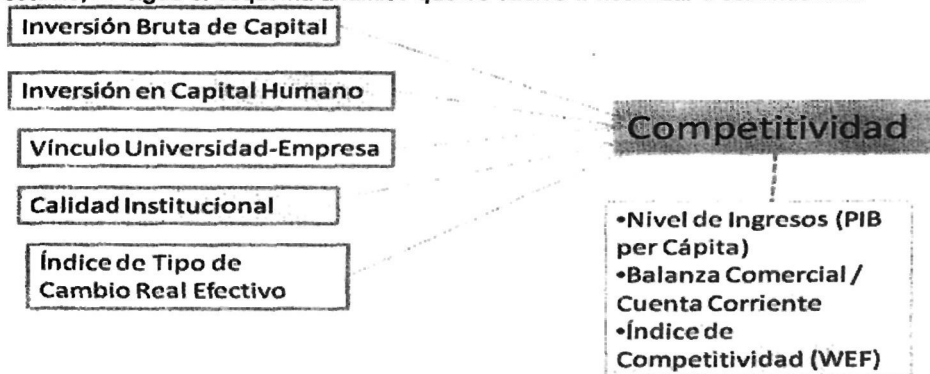 Inversión Bruta de Capital
Inversión en Capital Humano
Vínculo Universidad-Empresa
Calidad Institucional
Índice de Tipo de
Cambio Real Efectivo
Competitividad
•Nivel de Ingresos (PIB
per Cápita)
•Balanza Comercial /
Cuenta Corriente
•Índice de
Competitividad (WEF)